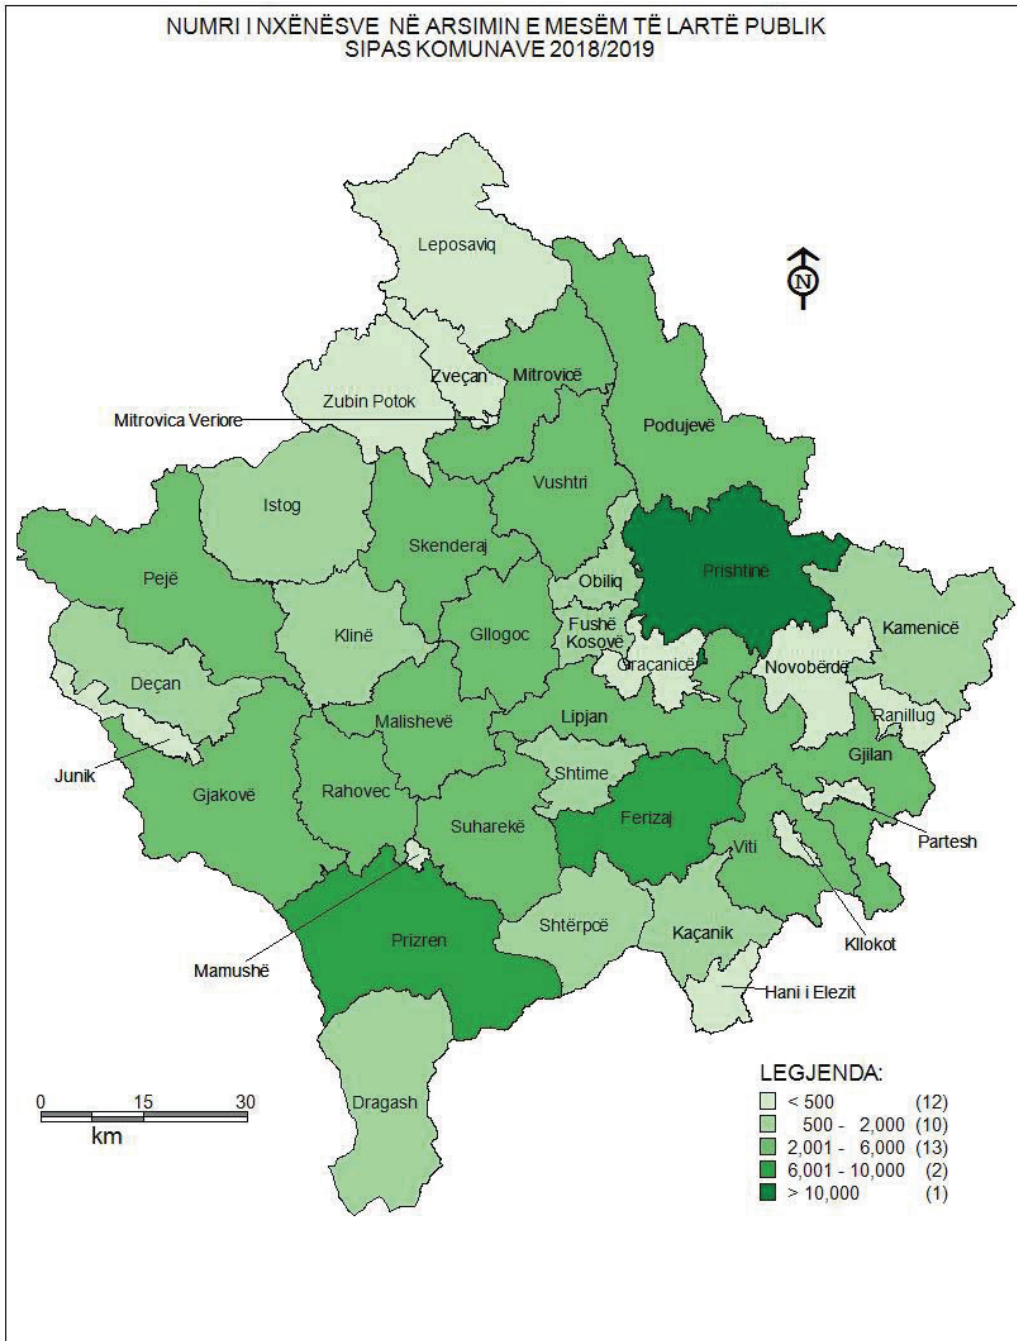 NUMRI I NXËNËSVE NË ARSIMIN E MESËM TË LARTË PUBLIK
SIPAS KOMUNAVE 2018/2019
Leposaviq
N
Zveçan
Mitrovicë
Zubin Potok
Mitrovica Veriore
Podujevë
Vushtri
Istog
Skenderaj
Prishtinë
Pejë
Obiliq
Fushë
Kosovë
Kamenicë
Klinë
Gllogoc
Graçanicë
Novobërdë
Deçan
Ranillug
Malishevë
Lipjan
Gjilan
Junik
Shtime
Gjakovë
Rahovec
Ferizaj
Suharekë
Partesh
Viti
Shtërpcë
Kaçanik
Prizren
Kllokot
Mamushë
Hani i Elezit
Dragash
0 15 30
km
LEGJENDA:
< 500 (12)
500 - 2,000 (10)
2,001 - 6,000 (13)
6,001 - 10,000 (2)
> 10,000 (1)